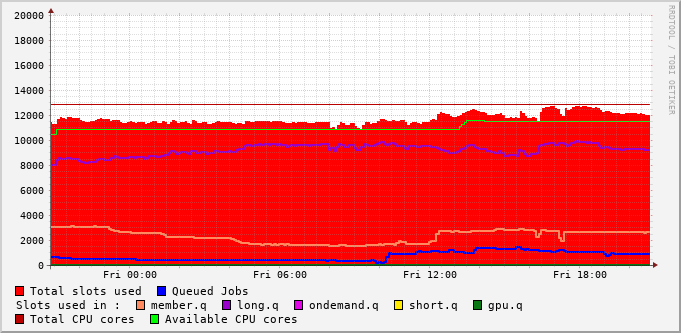 RRDTOOL / TOBI OETIKER
20000
18000
16000
14000
12000
10000
8000
6000
4000
2000
0
Fri 00:00 Fri 06:00 Fri 12:00 Fri 18:00
Total slots used Queued Jobs
Slots used in : member.q long.q ondemand.q short.q gpu.q
Total CPU cores Available CPU cores